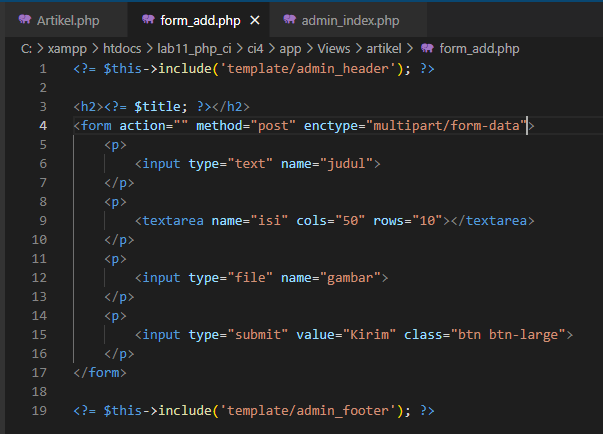 Artikel.php form_add.php × admin_index.php
C: > xampp > htdocs > lab11_php_ci > ci4 > app > Views > artikel > form_add.php
1 <?= $this->include('template/admin_header'); ?>
2
3 <h2><?= $title; ?></h2>
4 <form action="" method="post" enctype="multipart/form-data">
5 <p>
6 <input type="text" name="judul">
7 </p>
8 <p>
9 <textarea name="isi" cols="50" rows="10"></textarea>
10 </p>
11 <p>
12 <input type="file" name="gambar">
13 </p>
14 <p>
15 <input type="submit" value="Kirim" class="btn btn-large">
16 </p>
17 </form>
18
19 <?= $this->include('template/admin_footer'); ?>